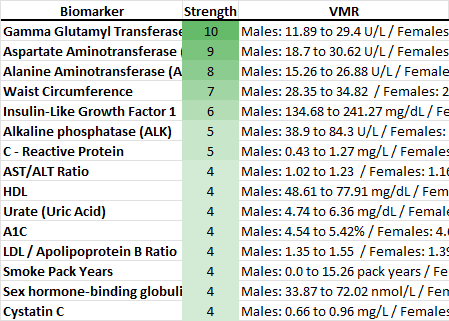 Biomarker Strength VMR
Gamma Glutamyl Transferase 10 Males: 11.89 to 29.4 U/L / Females
Aspartate Aminotransferase ( 9 Males: 18.7 to 30.62 U/L / Females:
Alanine Aminotransferase (A 8 Males: 15.26 to 26.88 U/L / Females
Waist Circumference 7 Males: 28.35 to 34.82 / Females: 2
Insulin-Like Growth Factor 1 6 Males: 134.68 to 241.27 mg/dL / Fem
Alkaline phosphatase (ALK) 5 Males: 38.9 to 84.3 U/L / Females:
C - Reactive Protein 5 Males: 0.43 to 1.27 mg/L / Females
AST/ALT Ratio 4 Males: 1.02 to 1.23 / Females: 1.16
HDL 4 Males: 48.61 to 77.91 mg/dL / Fema
Urate (Uric Acid) 4 Males: 4.74 to 6.36 mg/dL / Females
A1C 4 Males: 4.54 to 5.42% / Females: 4.6
LDL / Apolipoprotein B Ratio 4 Males: 1.35 to 1.55 / Females: 1.39
Smoke Pack Years 4 Males: 0.0 to 15.26 pack years / Fe
Sex hormone-binding globuli 4 Males: 33.87 to 72.02 nmol/L / Fema
Cystatin C 4 Males: 0.66 to 0.96 mg / Females: